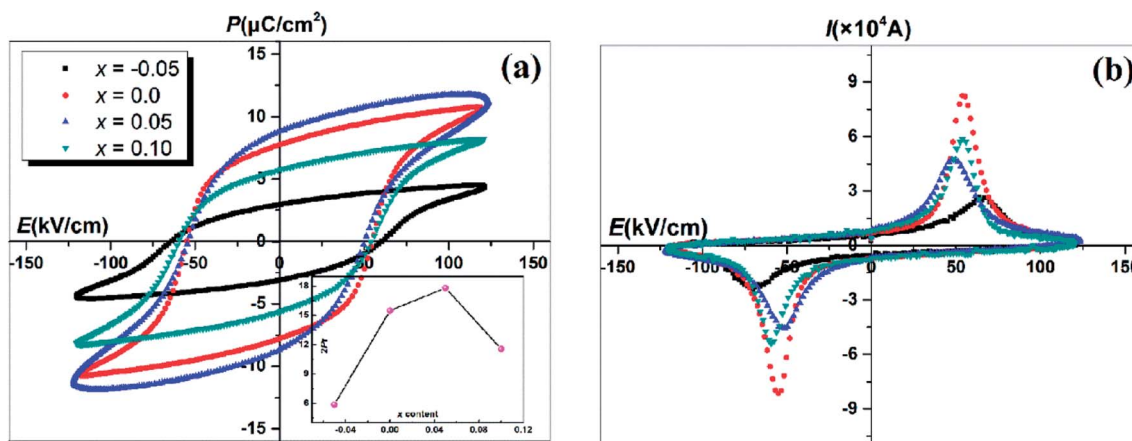 P(μC/cm²)
(a)
x = -0.05
x = 0.0
x = 0.05
x = 0.10
15
10
5
0
-5
-10
-15
E(kV/cm)
-150 -100 -50 0 50 100 150
18
15
12
9
6
2Pr
x content
-0.04 0.00 0.04 0.08 0.12
I(×10⁴A)
(b)
9
6
3
0
-3
-6
-9
E(kV/cm)
-150 -100 -50 0 50 100 150